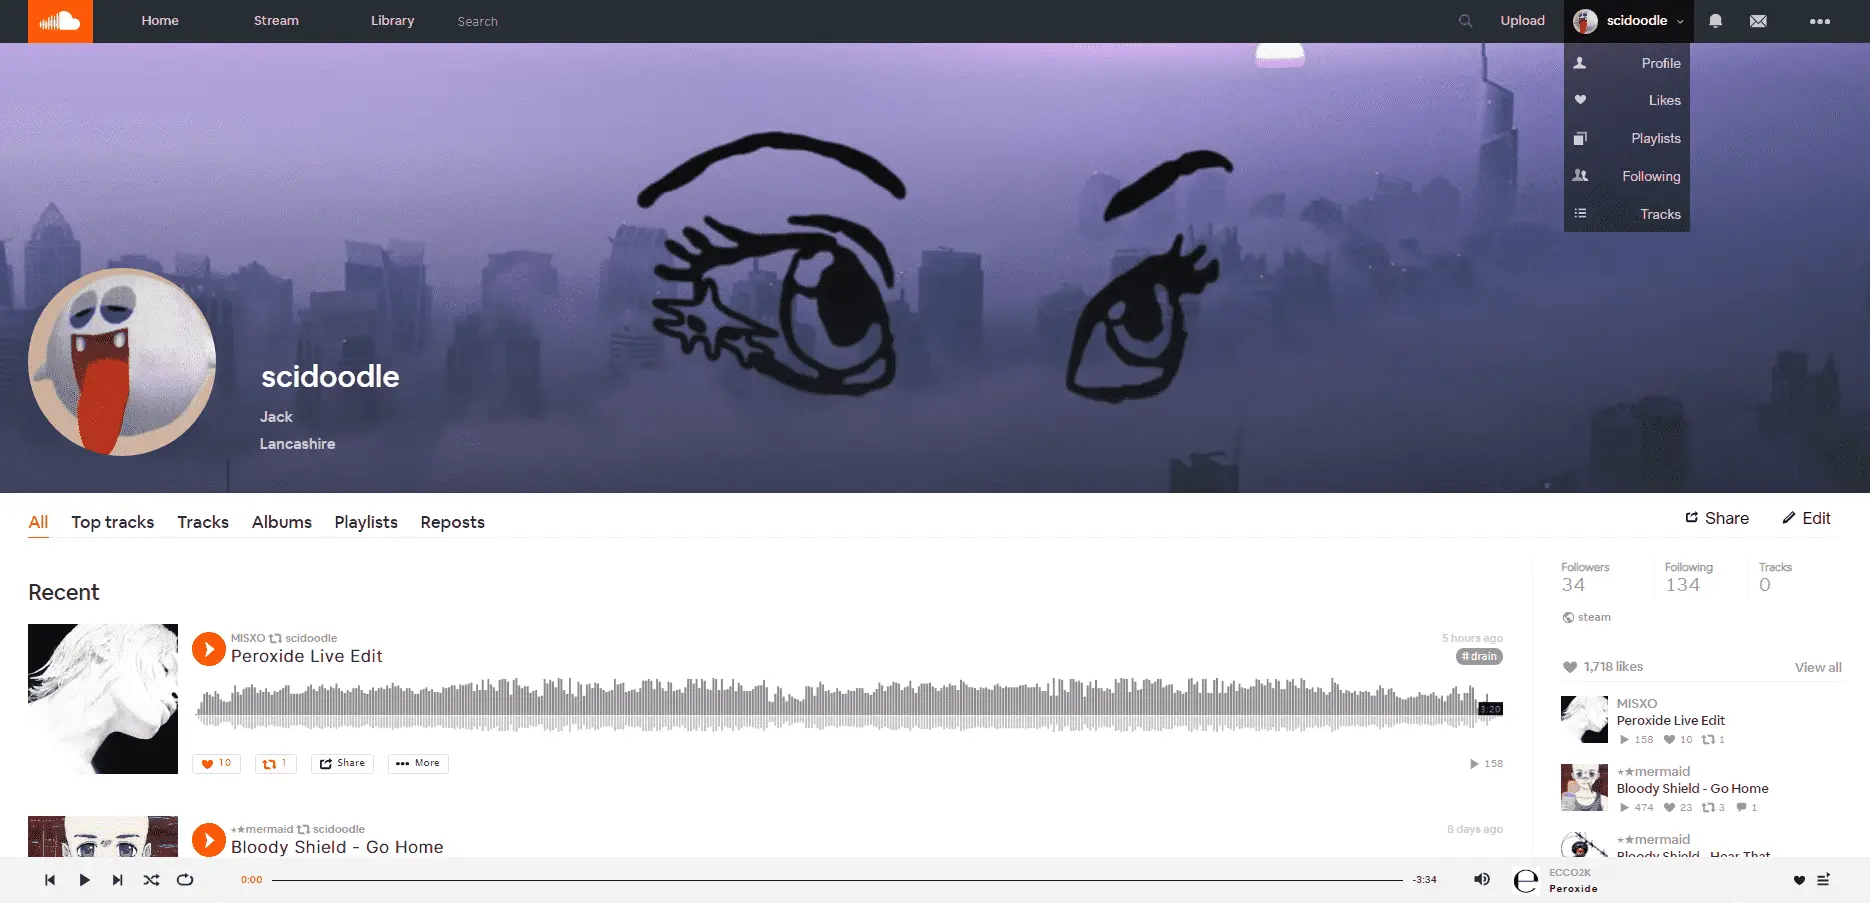 Home Stream Library Search Upload scidoodle
Profile
Likes
Playlists
Following
Tracks
scidoodle
Jack
Lancashire
All Top tracks Tracks Albums Playlists Reposts Share Edit
Followers Following Tracks
34 134 0
steam
Recent
MISXO scidoodle 5 hours ago
Peroxide Live Edit #drain
3:20
10 1 Share More 158
⋆★mermaid scidoodle 8 days ago
Bloody Shield - Go Home
1,718 likes View all
MISXO
Peroxide Live Edit
158 10 1
⋆★mermaid
Bloody Shield - Go Home
474 23 3 1
⋆★mermaid
Bloody Shield - Hear That
0:00 -3:34 ECCO2K
Peroxide